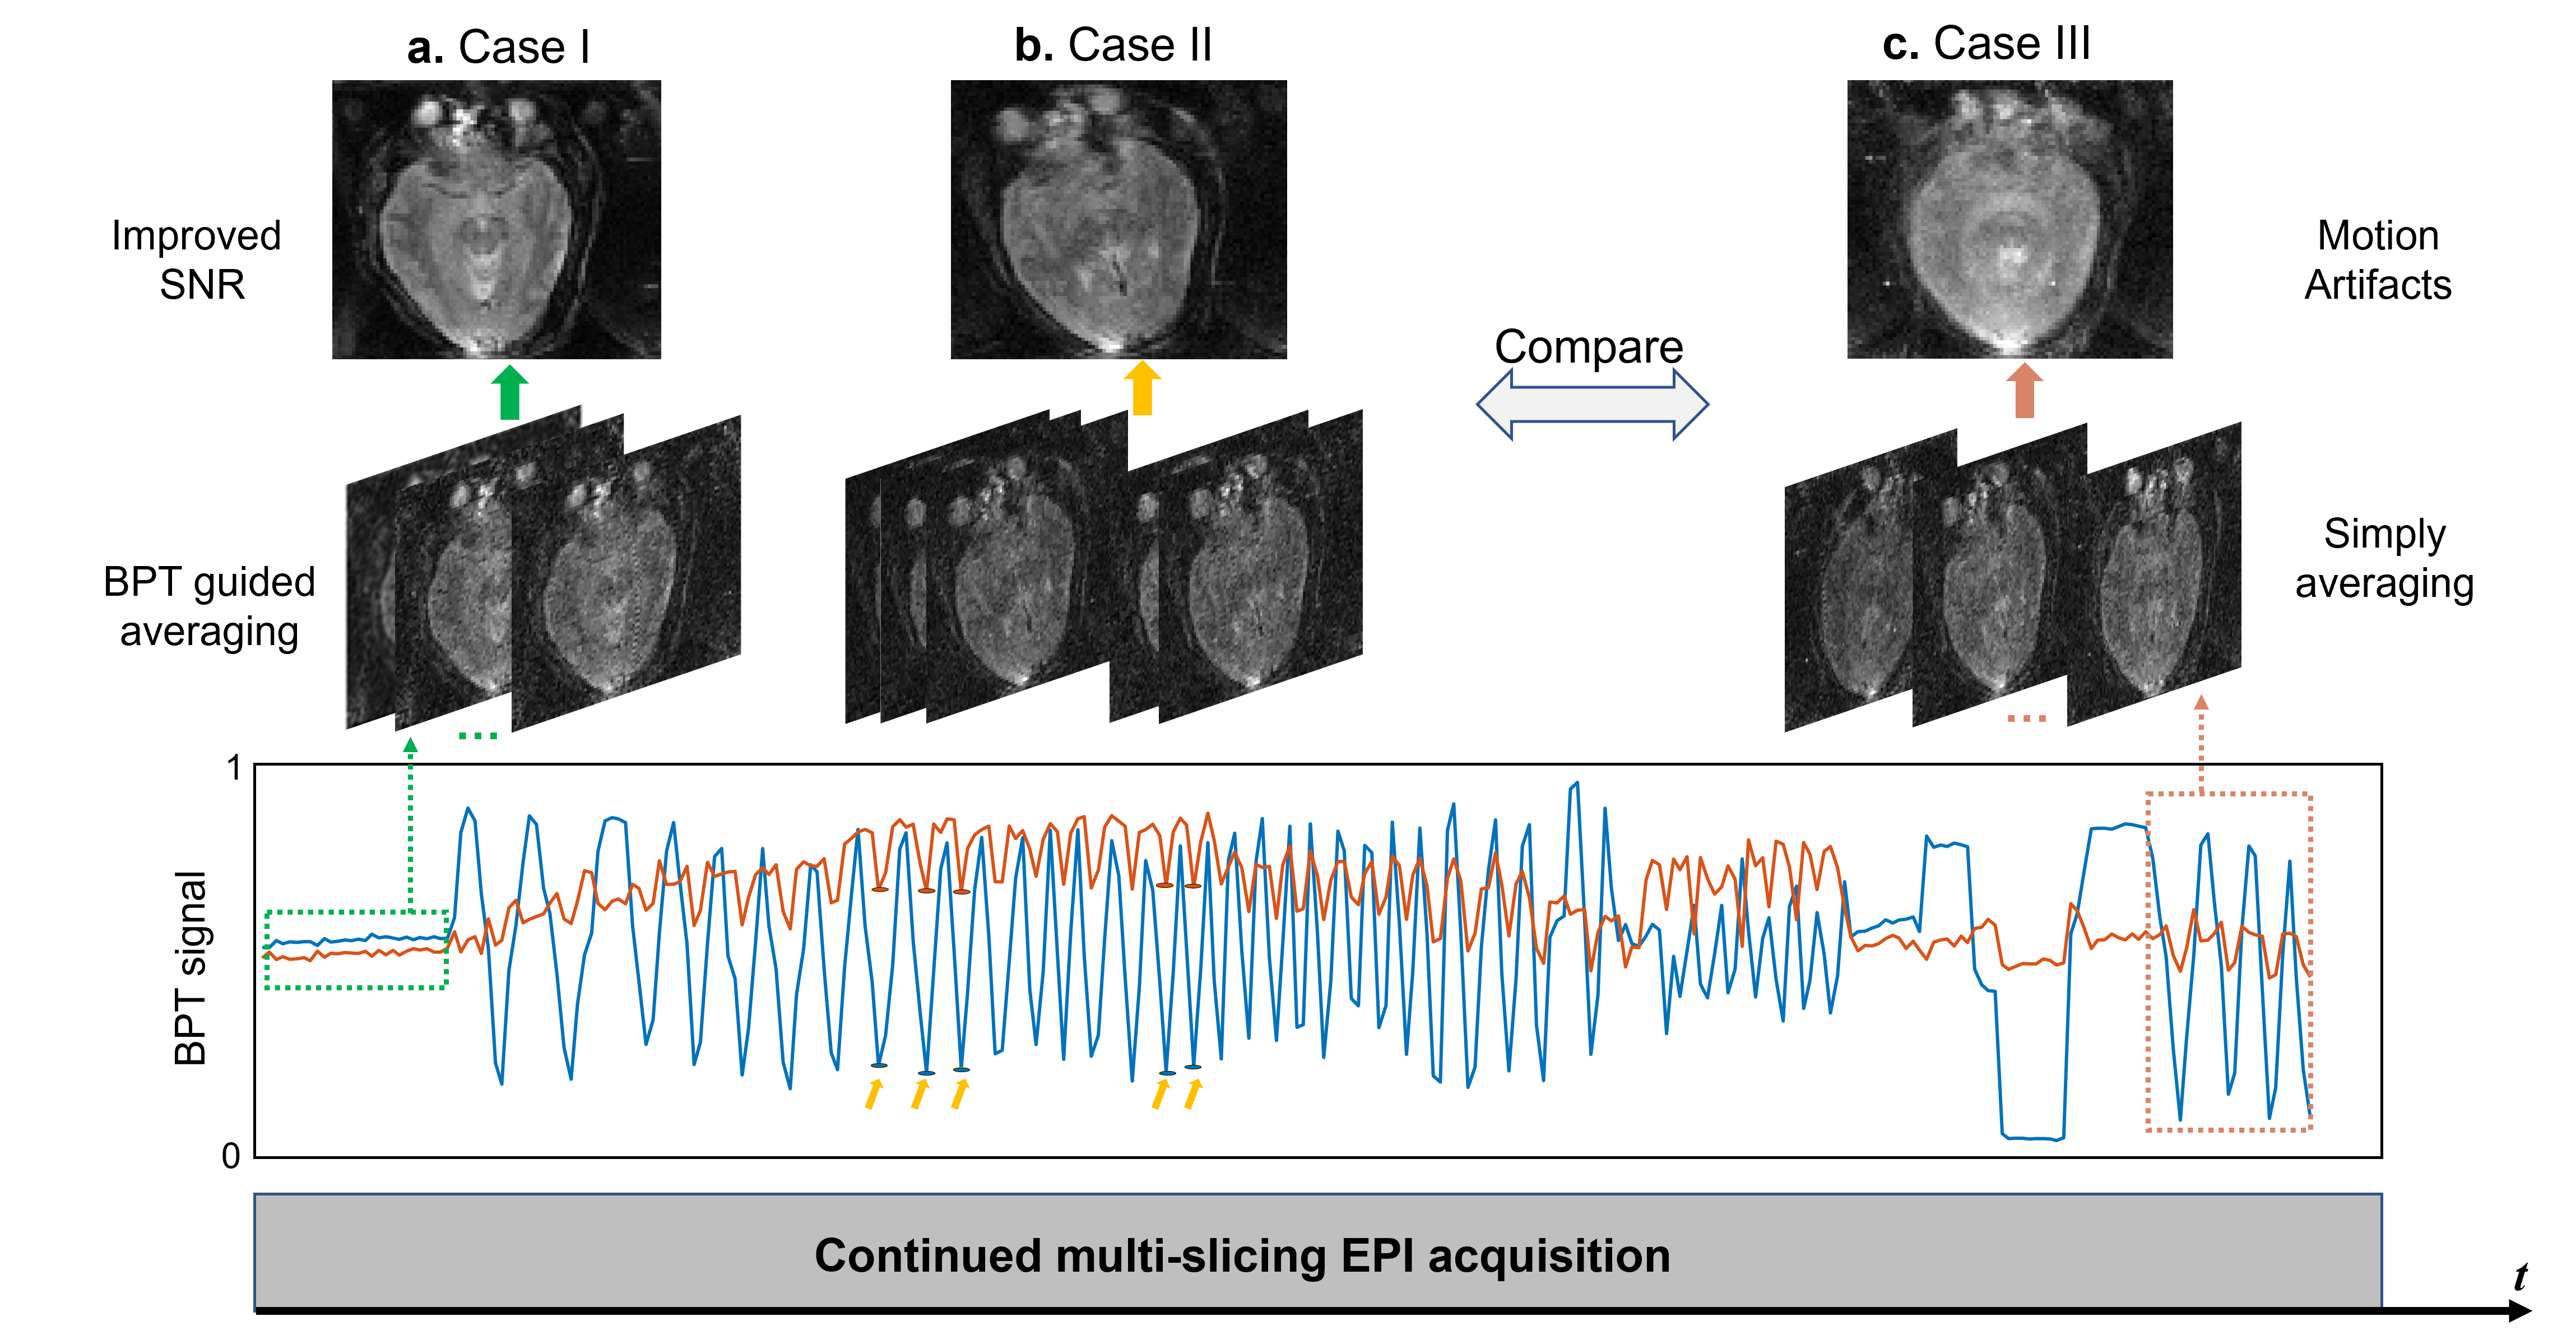 a. Case I
b. Case II
c. Case III
Improved
SNR
Motion
Artifacts
Compare
BPT guided
averaging
Simply
averaging
1
BPT signal
0
Continued multi-slicing EPI acquisition
t